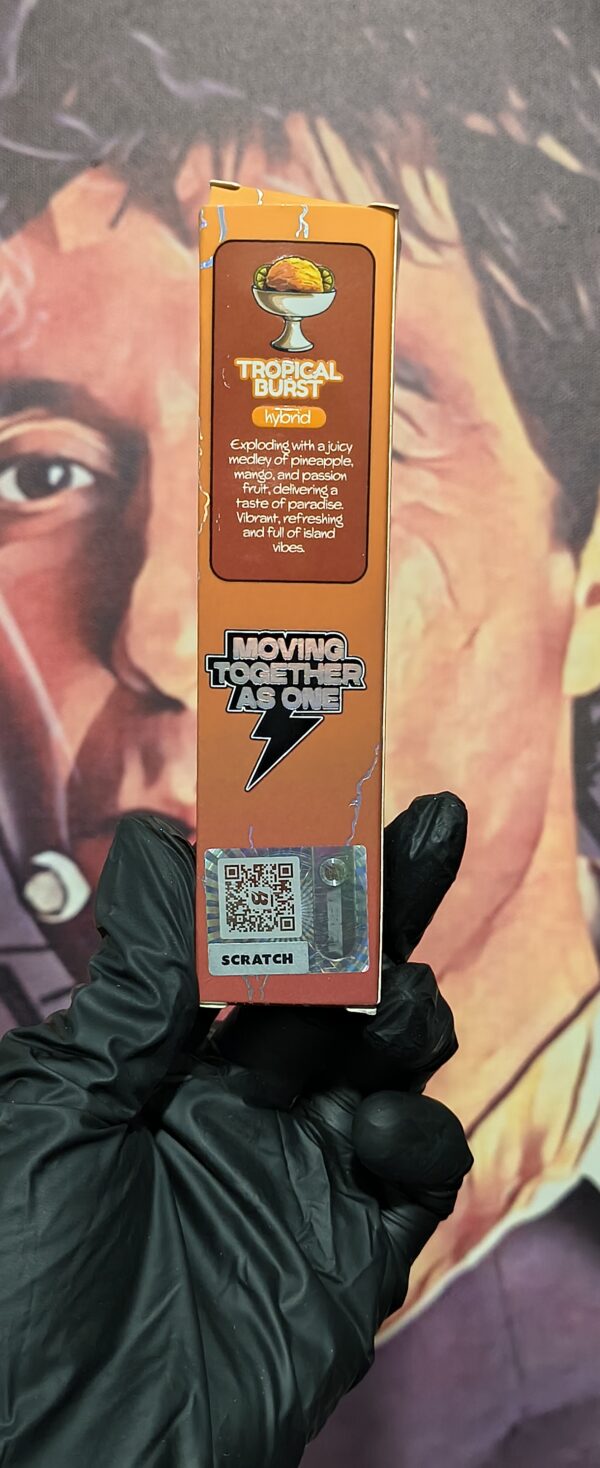 TROPICAL
BURST
hybrid
Exploding with a juicy
medley of pineapple,
mango, and passion
fruit, delivering a
taste of paradise.
Vibrant, refreshing
and full of island
vibes.
MOVING
TOGETHER
AS ONE
SCRATCH